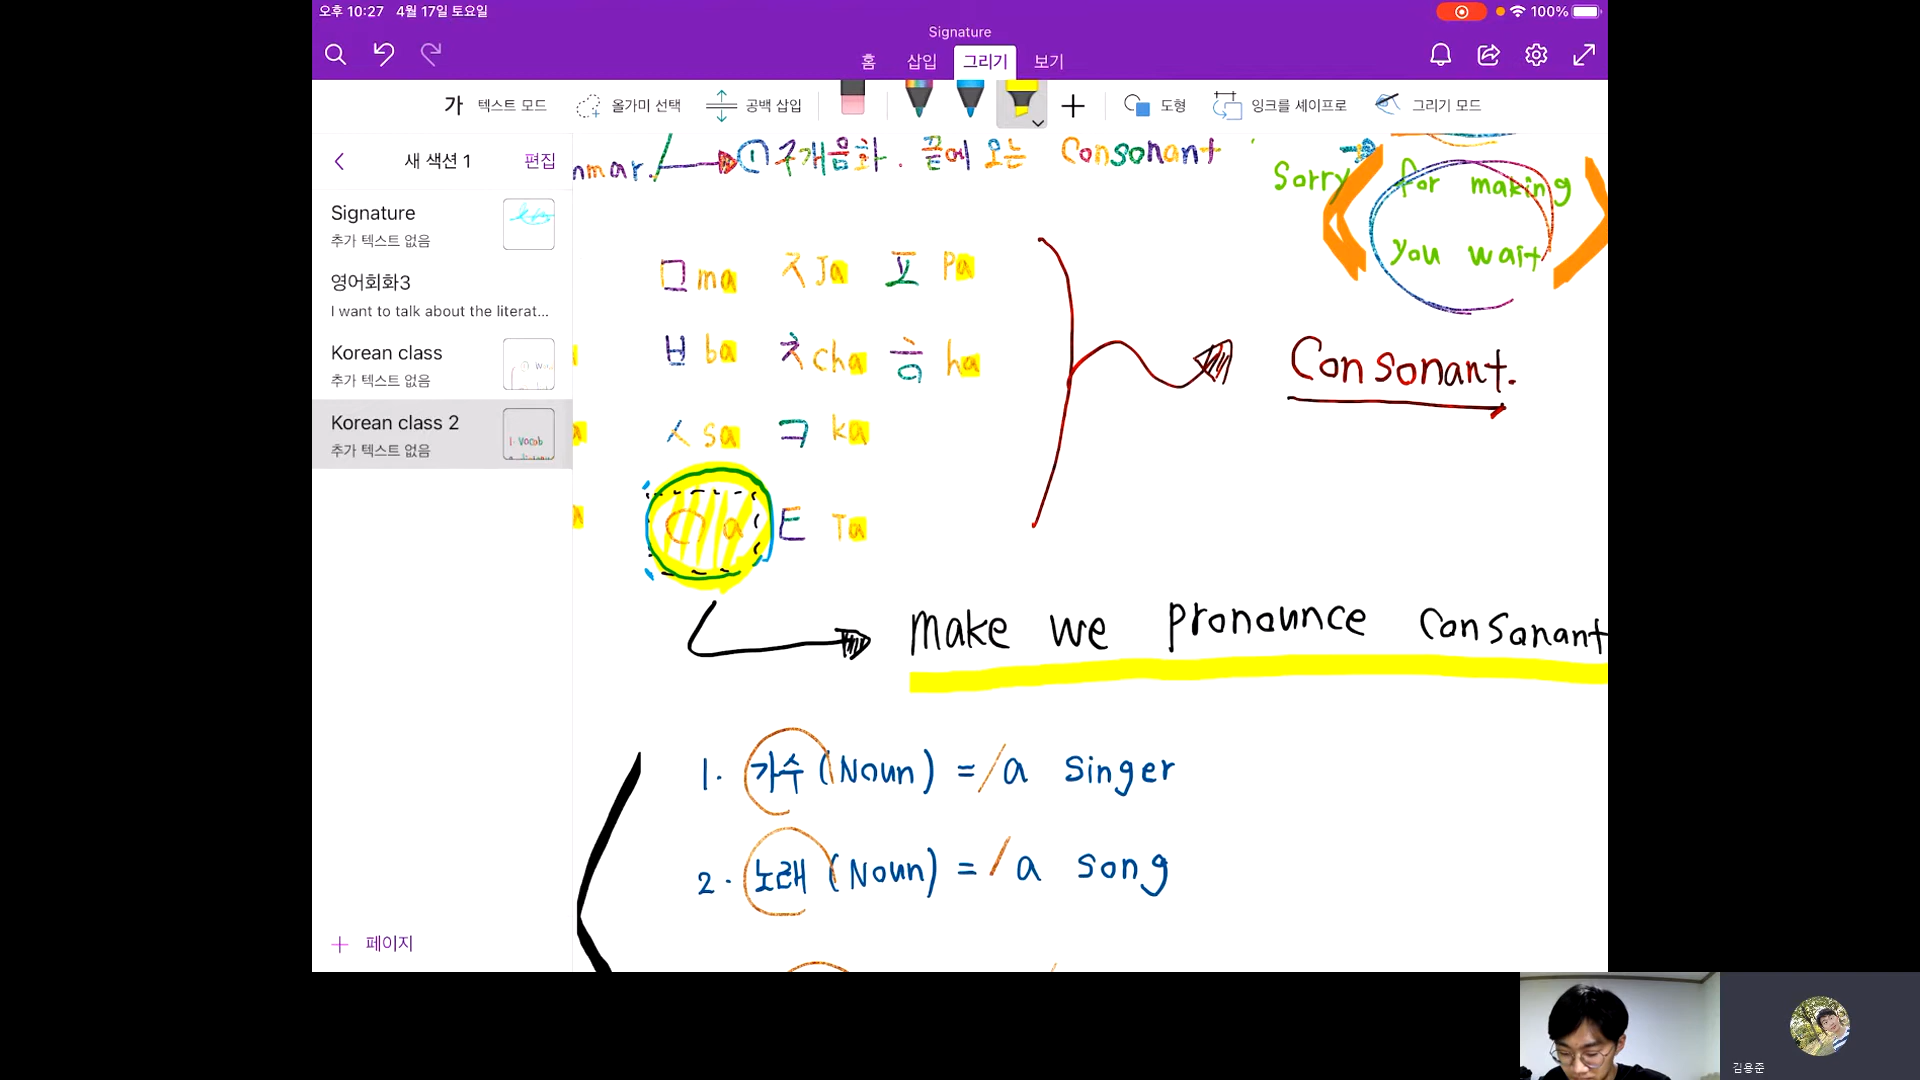 오후 10:27 4월 17일 토요일
100%
Signature
홈 삽입 그리기 보기
가 텍스트 모드 올가미 선택 공백 삽입 도형 잉크를 셰이프로 그리기 모드
새 섹션 1 편집
Signature
추가 텍스트 없음
영어회화3
I want to talk about the literat...
Korean class
추가 텍스트 없음
Korean class 2
추가 텍스트 없음
페이지
nmar. ① 구개음화. 끝에 오는 Consonant
Sorry for making
you wait
ㅁ ma ㅈ Ja ㅍ Pa
ㅂ ba ㅊ cha ㅎ ha
ㅅ sa ㅋ ka
ㅇ a ㅌ Ta
Consonant.
make we pronounce consonant
1. 가수 (Noun) = / a singer
2. 노래 (Noun) = / a song
김용준